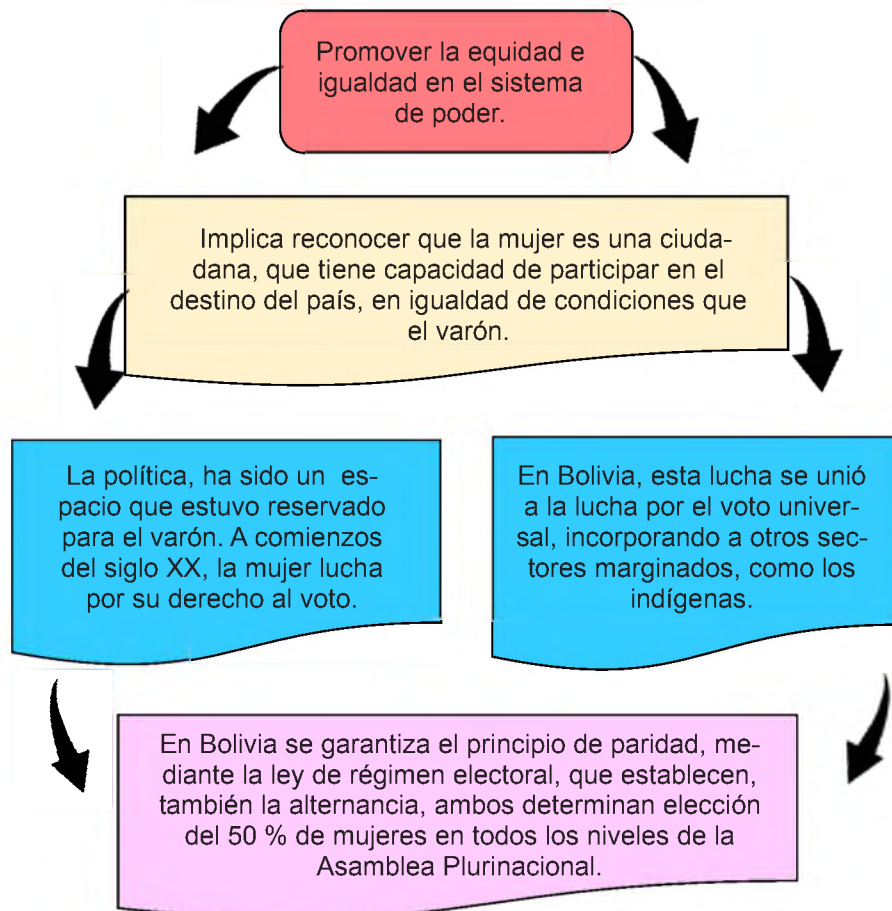 Promover la equidad e
igualdad en el sistema
de poder.
Implica reconocer que la mujer es una ciuda-
dana, que tiene capacidad de participar en el
destino del país, en igualdad de condiciones que
el varón.
La política, ha sido un es-
pacio que estuvo reservado
para el varón. A comienzos
del siglo XX, la mujer lucha
por su derecho al voto.
En Bolivia, esta lucha se unió
a la lucha por el voto univer-
sal, incorporando a otros sec-
tores marginados, como los
indígenas.
En Bolivia se garantiza el principio de paridad, me-
diante la ley de régimen electoral, que establecen,
también la alternancia, ambos determinan elección
del 50 % de mujeres en todos los niveles de la
Asamblea Plurinacional.